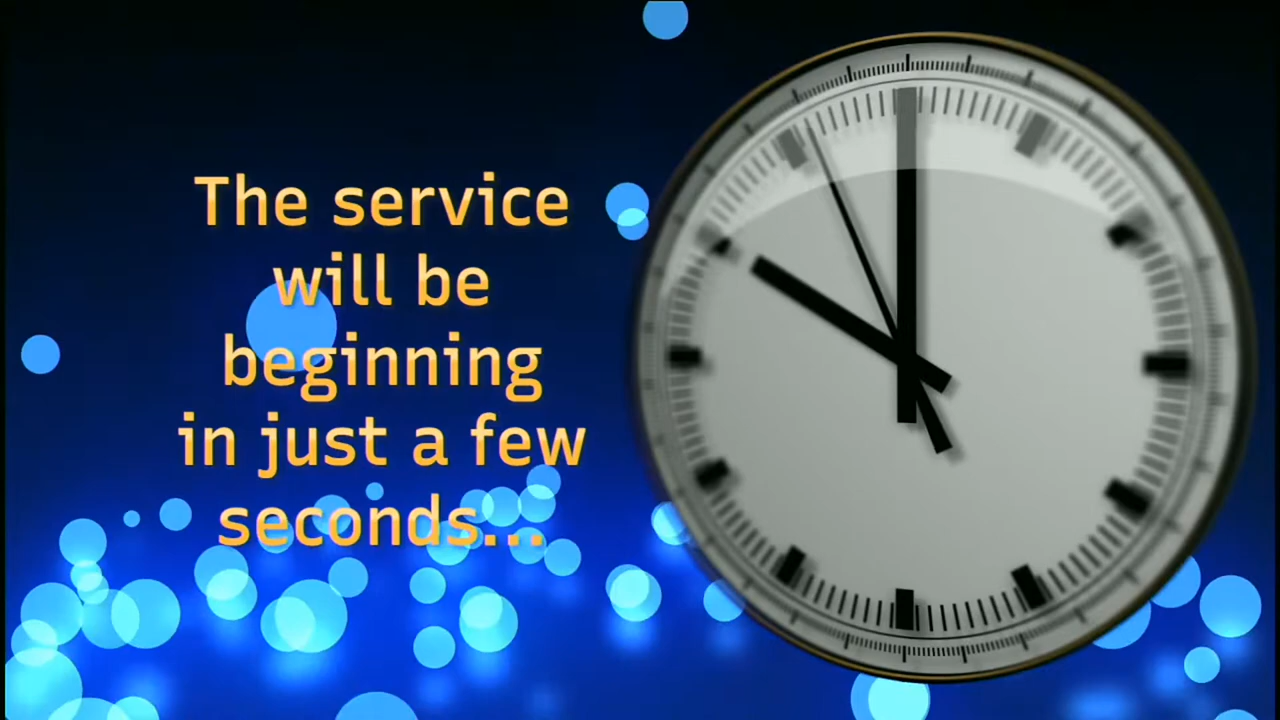 The service
will be
beginning
in just a few
seconds...